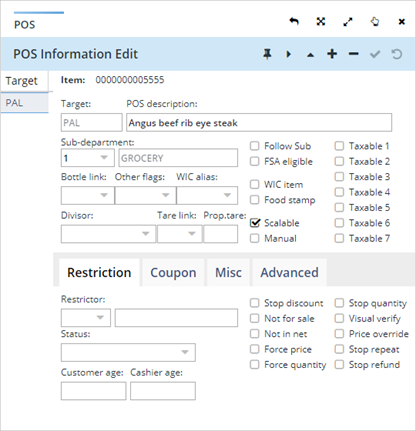 POS
POS Information Edit
Target
PAL
Item: 0000000005555
Target: POS description:
PAL Angus beef rib eye steak
Sub-department:
1 GROCERY
Bottle link: Other flags: WIC alias:
Divisor: Tare link: Prop.tare:
Follow Sub
FSA eligible
WIC item
Food stamp
Scalable
Manual
Taxable 1
Taxable 2
Taxable 3
Taxable 4
Taxable 5
Taxable 6
Taxable 7
Restriction Coupon Misc Advanced
Restrictor:
Status:
Customer age: Cashier age:
Stop discount
Not for sale
Not in net
Force price
Force quantity
Stop quantity
Visual verify
Price override
Stop repeat
Stop refund